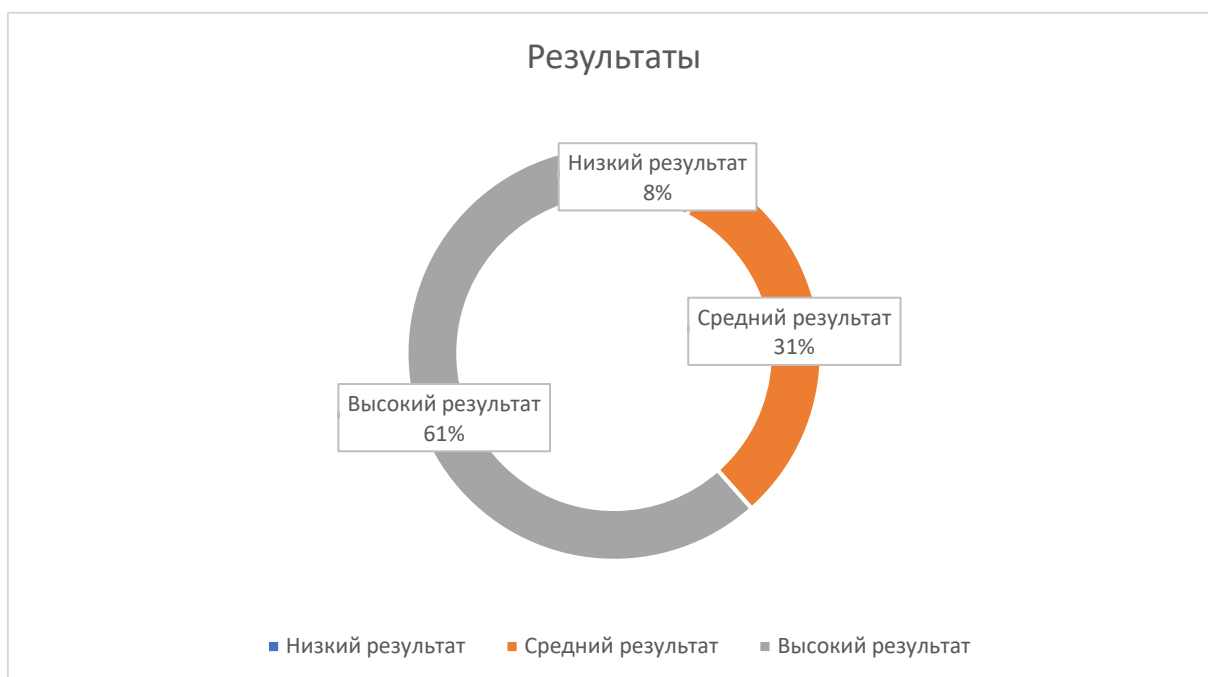 Результаты
Низкий результат
8%
Средний результат
31%
Высокий результат
61%
Низкий результат
Средний результат
Высокий результат